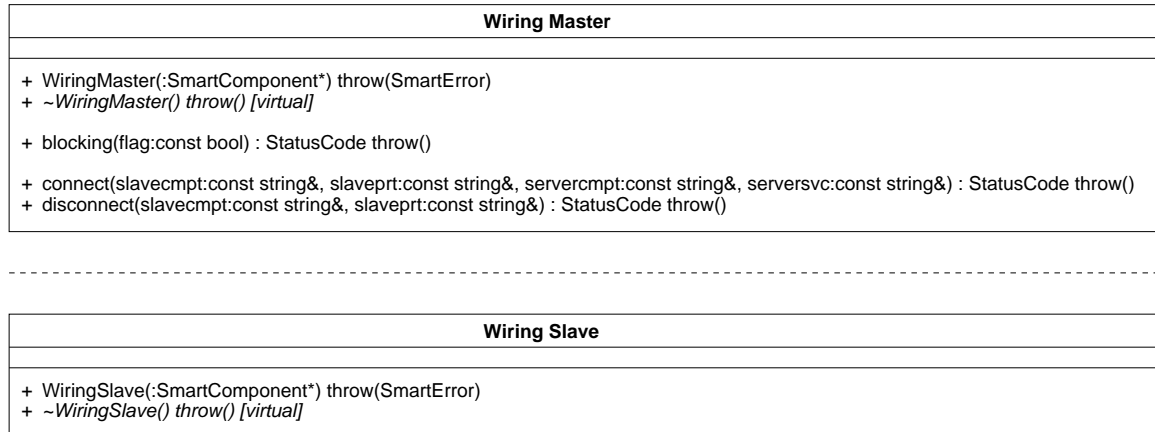 Wiring Master
+ WiringMaster(:SmartComponent*) throw(SmartError)
+ ~WiringMaster() throw() [virtual]
+ blocking(flag:const bool) : StatusCode throw()
+ connect(slavecmpt:const string&, slaveprt:const string&, servercmpt:const string&, serversvc:const string&) : StatusCode throw()
+ disconnect(slavecmpt:const string&, slaveprt:const string&) : StatusCode throw()
Wiring Slave
+ WiringSlave(:SmartComponent*) throw(SmartError)
+ ~WiringSlave() throw() [virtual]